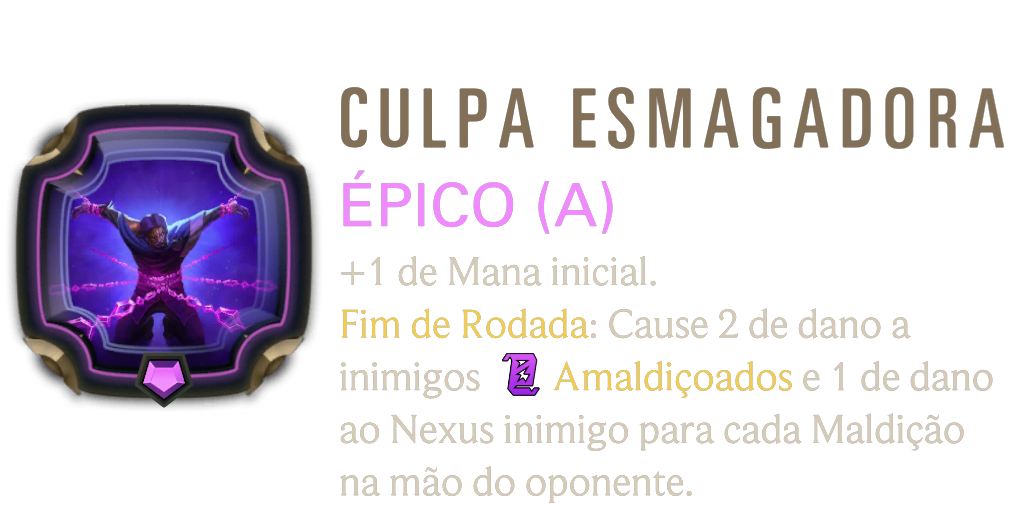 CULPA ESMAGADORA
ÉPICO (A)
+1 de Mana inicial.
Fim de Rodada: Cause 2 de dano a
inimigos Amaldiçoados e 1 de dano
ao Nexus inimigo para cada Maldição
na mão do oponente.